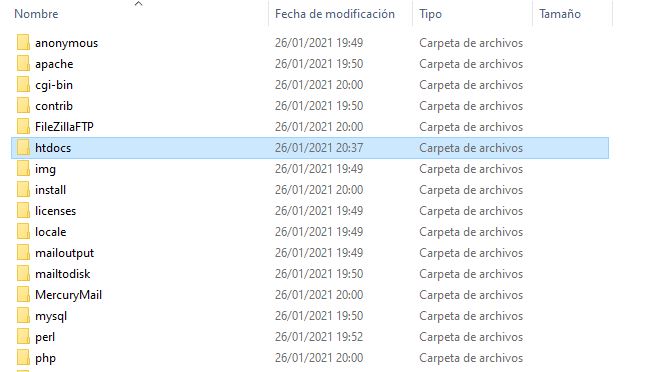 Nombre Fecha de modificación Tipo Tamaño
anonymous 26/01/2021 19:49 Carpeta de archivos
apache 26/01/2021 19:50 Carpeta de archivos
cgi-bin 26/01/2021 20:00 Carpeta de archivos
contrib 26/01/2021 19:50 Carpeta de archivos
FileZillaFTP 26/01/2021 20:00 Carpeta de archivos
htdocs 26/01/2021 20:37 Carpeta de archivos
img 26/01/2021 19:49 Carpeta de archivos
install 26/01/2021 20:00 Carpeta de archivos
licenses 26/01/2021 19:49 Carpeta de archivos
locale 26/01/2021 19:49 Carpeta de archivos
mailoutput 26/01/2021 19:49 Carpeta de archivos
mailtodisk 26/01/2021 19:50 Carpeta de archivos
MercuryMail 26/01/2021 20:00 Carpeta de archivos
mysql 26/01/2021 19:50 Carpeta de archivos
perl 26/01/2021 19:52 Carpeta de archivos
php 26/01/2021 20:00 Carpeta de archivos